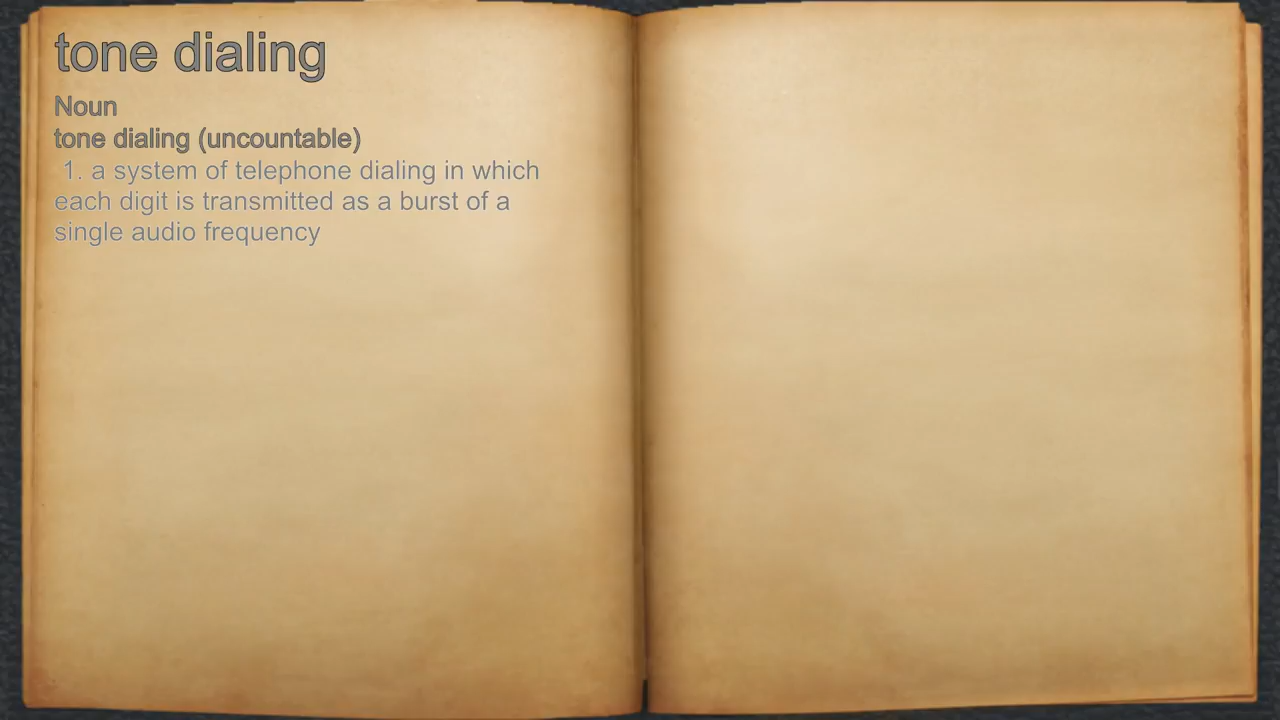 tone dialing
Noun
tone dialing (uncountable)
1. a system of telephone dialing in which
each digit is transmitted as a burst of a
single audio frequency